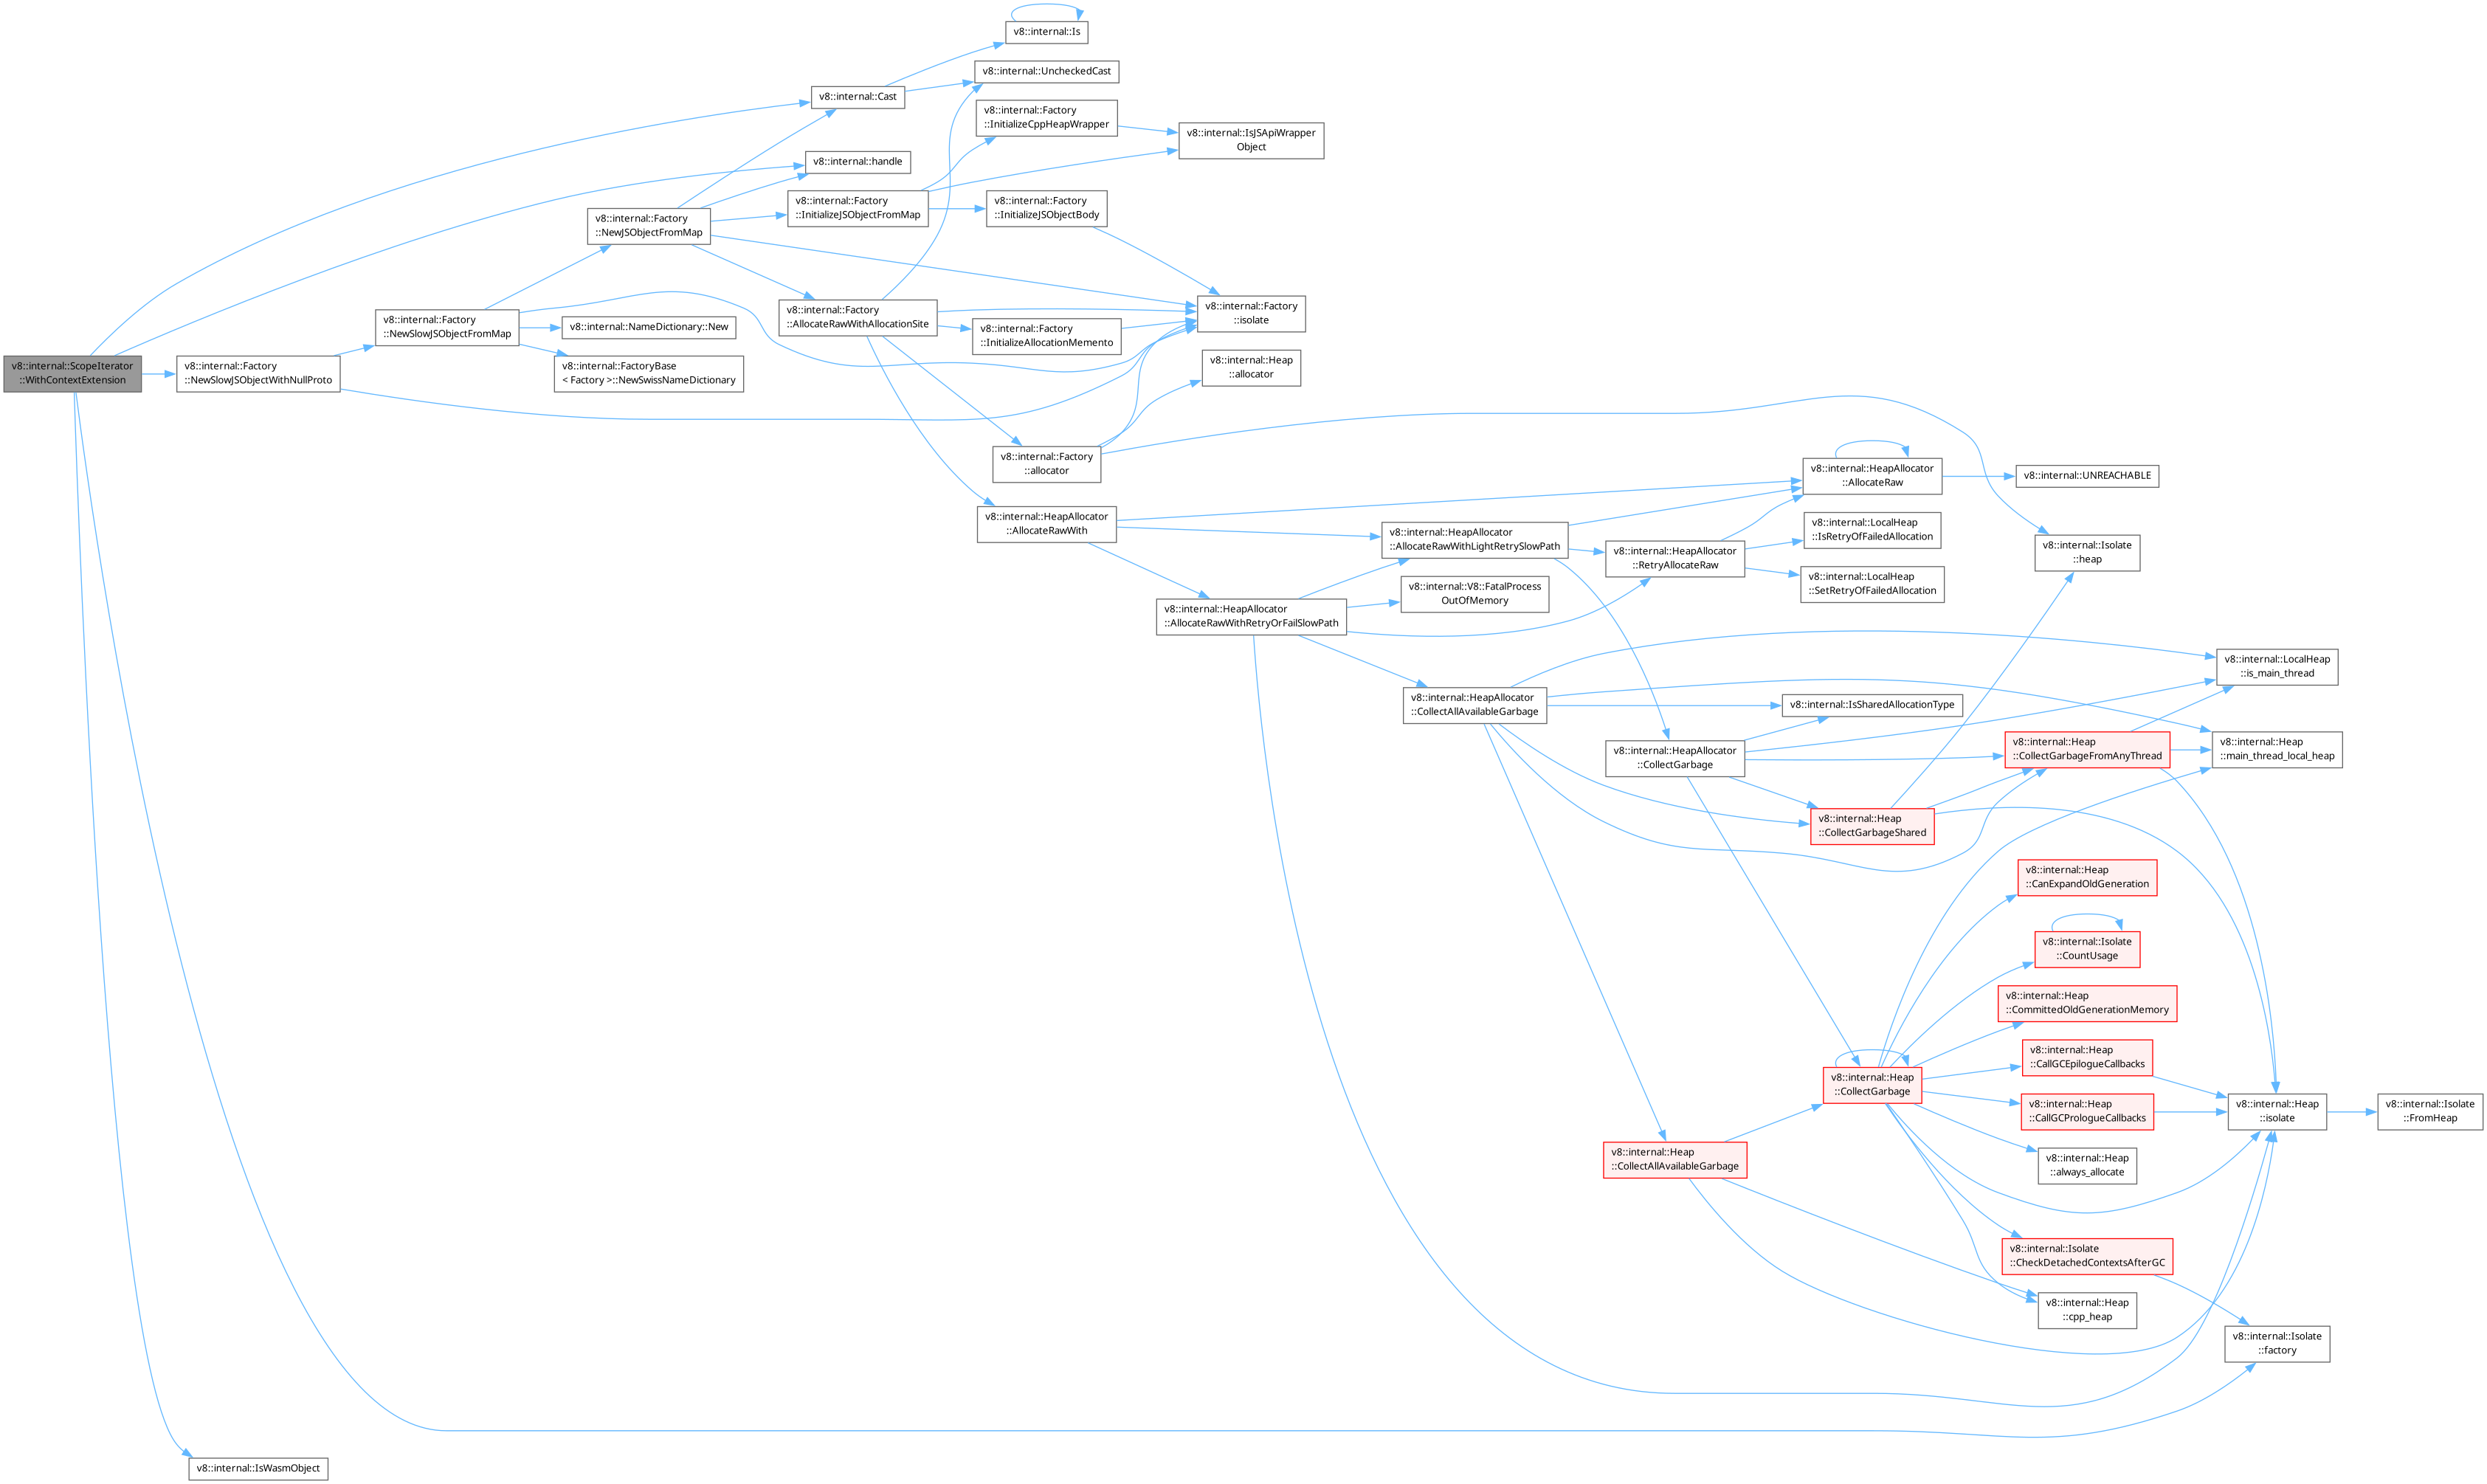 v8::internal::Is
v8::internal::UncheckedCast
v8::internal::Cast
v8::internal::Factory
::InitializeCppHeapWrapper
v8::internal::IsJSApiWrapper
Object
v8::internal::handle
v8::internal::Factory
::InitializeJSObjectFromMap
v8::internal::Factory
::InitializeJSObjectBody
v8::internal::Factory
::NewJSObjectFromMap
v8::internal::Factory
::AllocateRawWithAllocationSite
v8::internal::Factory
::isolate
v8::internal::Factory
::NewSlowJSObjectFromMap
v8::internal::NameDictionary::New
v8::internal::Factory
::InitializeAllocationMemento
v8::internal::ScopeIterator
::WithContextExtension
v8::internal::Factory
::NewSlowJSObjectWithNullProto
v8::internal::FactoryBase
< Factory >::NewSwissNameDictionary
v8::internal::Heap
::allocator
v8::internal::Factory
::allocator
v8::internal::HeapAllocator
::AllocateRaw
v8::internal::UNREACHABLE
v8::internal::HeapAllocator
::AllocateRawWith
v8::internal::HeapAllocator
::AllocateRawWithLightRetrySlowPath
v8::internal::LocalHeap
::IsRetryOfFailedAllocation
v8::internal::HeapAllocator
::RetryAllocateRaw
v8::internal::Isolate
::heap
v8::internal::V8::FatalProcess
OutOfMemory
v8::internal::LocalHeap
::SetRetryOfFailedAllocation
v8::internal::HeapAllocator
::AllocateRawWithRetryOrFailSlowPath
v8::internal::LocalHeap
::is_main_thread
v8::internal::HeapAllocator
::CollectAllAvailableGarbage
v8::internal::IsSharedAllocationType
v8::internal::HeapAllocator
::CollectGarbage
v8::internal::Heap
::CollectGarbageFromAnyThread
v8::internal::Heap
::main_thread_local_heap
v8::internal::Heap
::CollectGarbageShared
v8::internal::Heap
::CanExpandOldGeneration
v8::internal::Isolate
::CountUsage
v8::internal::Heap
::CommittedOldGenerationMemory
v8::internal::Heap
::CallGCEpilogueCallbacks
v8::internal::Heap
::CollectGarbage
v8::internal::Heap
::CallGCPrologueCallbacks
v8::internal::Heap
::isolate
v8::internal::Isolate
::FromHeap
v8::internal::Heap
::CollectAllAvailableGarbage
v8::internal::Heap
::always_allocate
v8::internal::Isolate
::CheckDetachedContextsAfterGC
v8::internal::Heap
::cpp_heap
v8::internal::Isolate
::factory
v8::internal::IsWasmObject